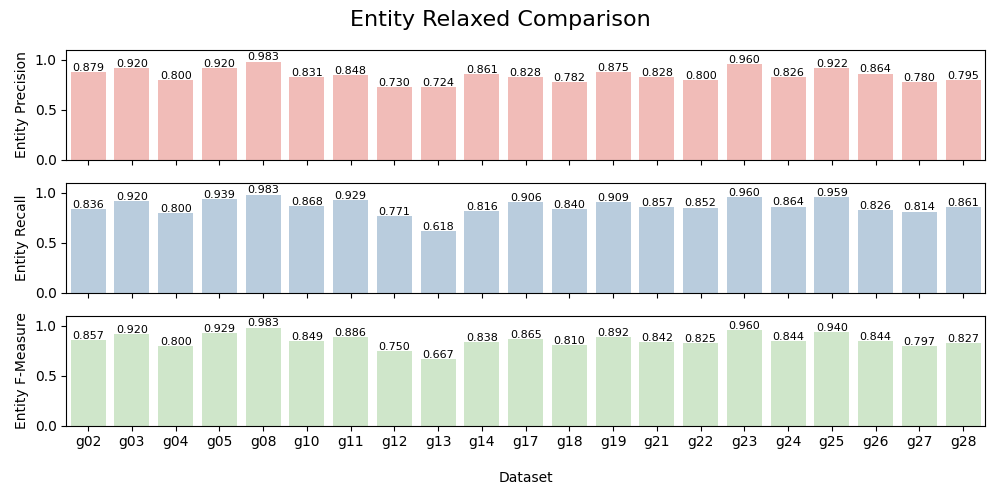 Entity Relaxed Comparison
Entity Precision
1.0
0.5
0.0
0.879 0.920 0.800 0.920 0.983 0.831 0.848 0.730 0.724 0.861 0.828 0.782 0.875 0.828 0.800 0.960 0.826 0.922 0.864 0.780 0.795
Entity Recall
1.0
0.5
0.0
0.836 0.920 0.800 0.939 0.983 0.868 0.929 0.771 0.618 0.816 0.906 0.840 0.909 0.857 0.852 0.960 0.864 0.959 0.826 0.814 0.861
Entity F-Measure
1.0
0.5
0.0
0.857 0.920 0.800 0.929 0.983 0.849 0.886 0.750 0.667 0.838 0.865 0.810 0.892 0.842 0.825 0.960 0.844 0.940 0.844 0.797 0.827
g02 g03 g04 g05 g08 g10 g11 g12 g13 g14 g17 g18 g19 g21 g22 g23 g24 g25 g26 g27 g28
Dataset